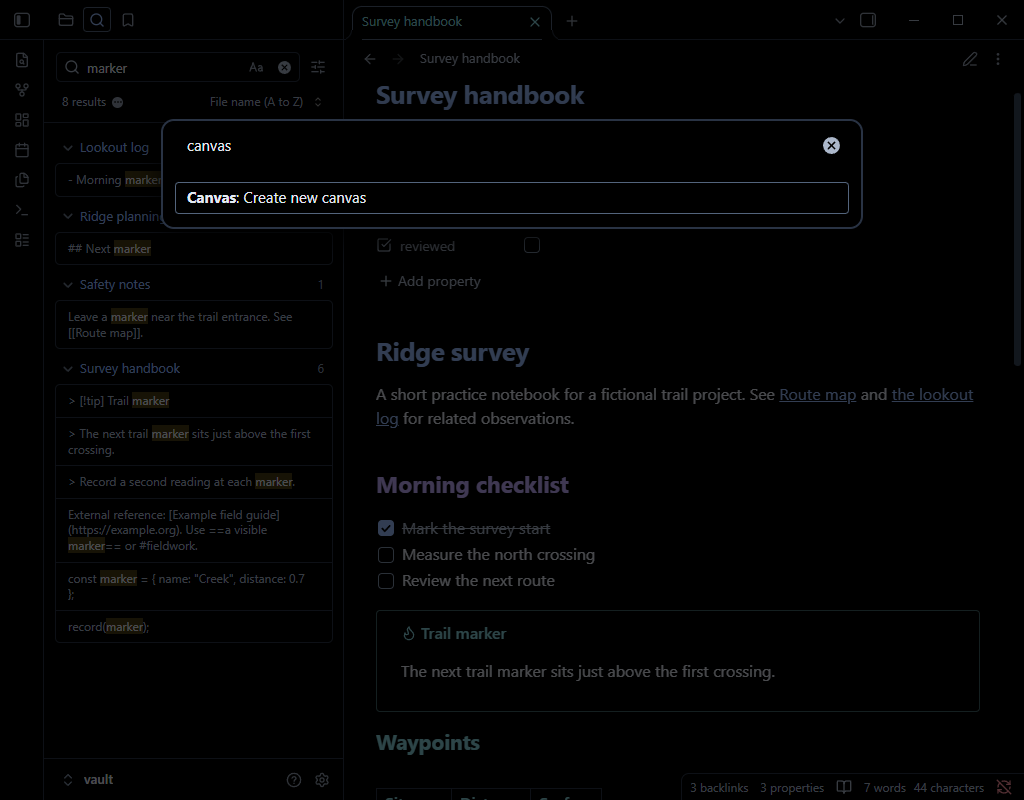 Survey handbook
marker
Aa
Survey handbook
8 results
File name (A to Z)
Survey handbook
canvas
Canvas: Create new canvas
Lookout log
- Morning marker
Ridge planning
## Next marker
Safety notes
1
Leave a marker near the trail entrance. See
[[Route map]].
Survey handbook
6
> [!tip] Trail marker
> The next trail marker sits just above the first
crossing.
> Record a second reading at each marker.
External reference: [Example field guide]
(https://example.org). Use ==a visible
marker== or #fieldwork.
const marker = { name: "Creek", distance: 0.7
};
record(marker);
reviewed
Add property
Ridge survey
A short practice notebook for a fictional trail project. See Route map and the lookout
log for related observations.
Morning checklist
Mark the survey start
Measure the north crossing
Review the next route
Trail marker
The next trail marker sits just above the first crossing.
Waypoints
vault
3 backlinks
3 properties
7 words
44 characters